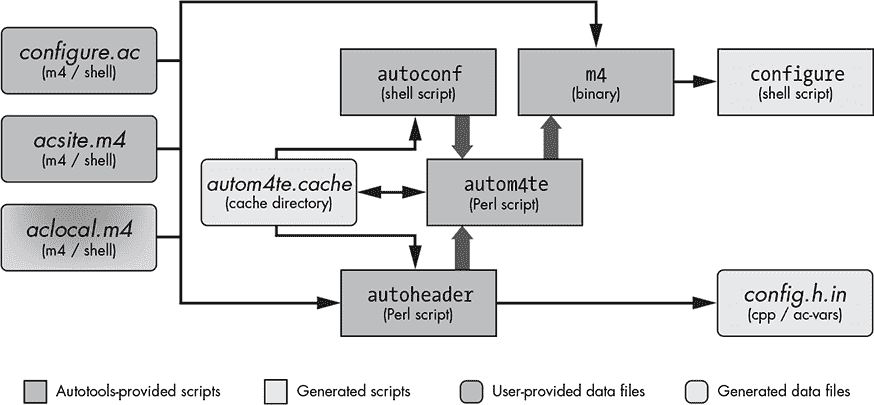 configure.ac
(m4 / shell)
acsite.m4
(m4 / shell)
aclocal.m4
(m4 / shell)
autoconf
(shell script)
m4
(binary)
configure
(shell script)
autom4te.cache
(cache directory)
autom4te
(Perl script)
autoheader
(Perl script)
config.h.in
(cpp / ac-vars)
Autotools-provided scripts
Generated scripts
User-provided data files
Generated data files